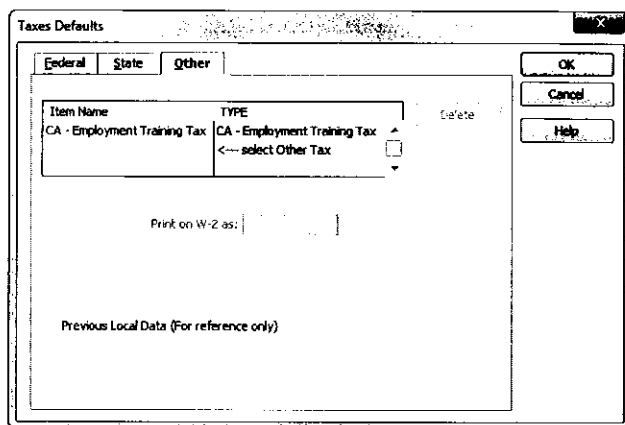 Taxes Defaults
X
Federal State Other
OK
Cancel
Help
Item Name TYPE
CA - Employment Training Tax CA - Employment Training Tax
<--- select Other Tax
Delete
Print on W-2 as:
Previous Local Data (For reference only)